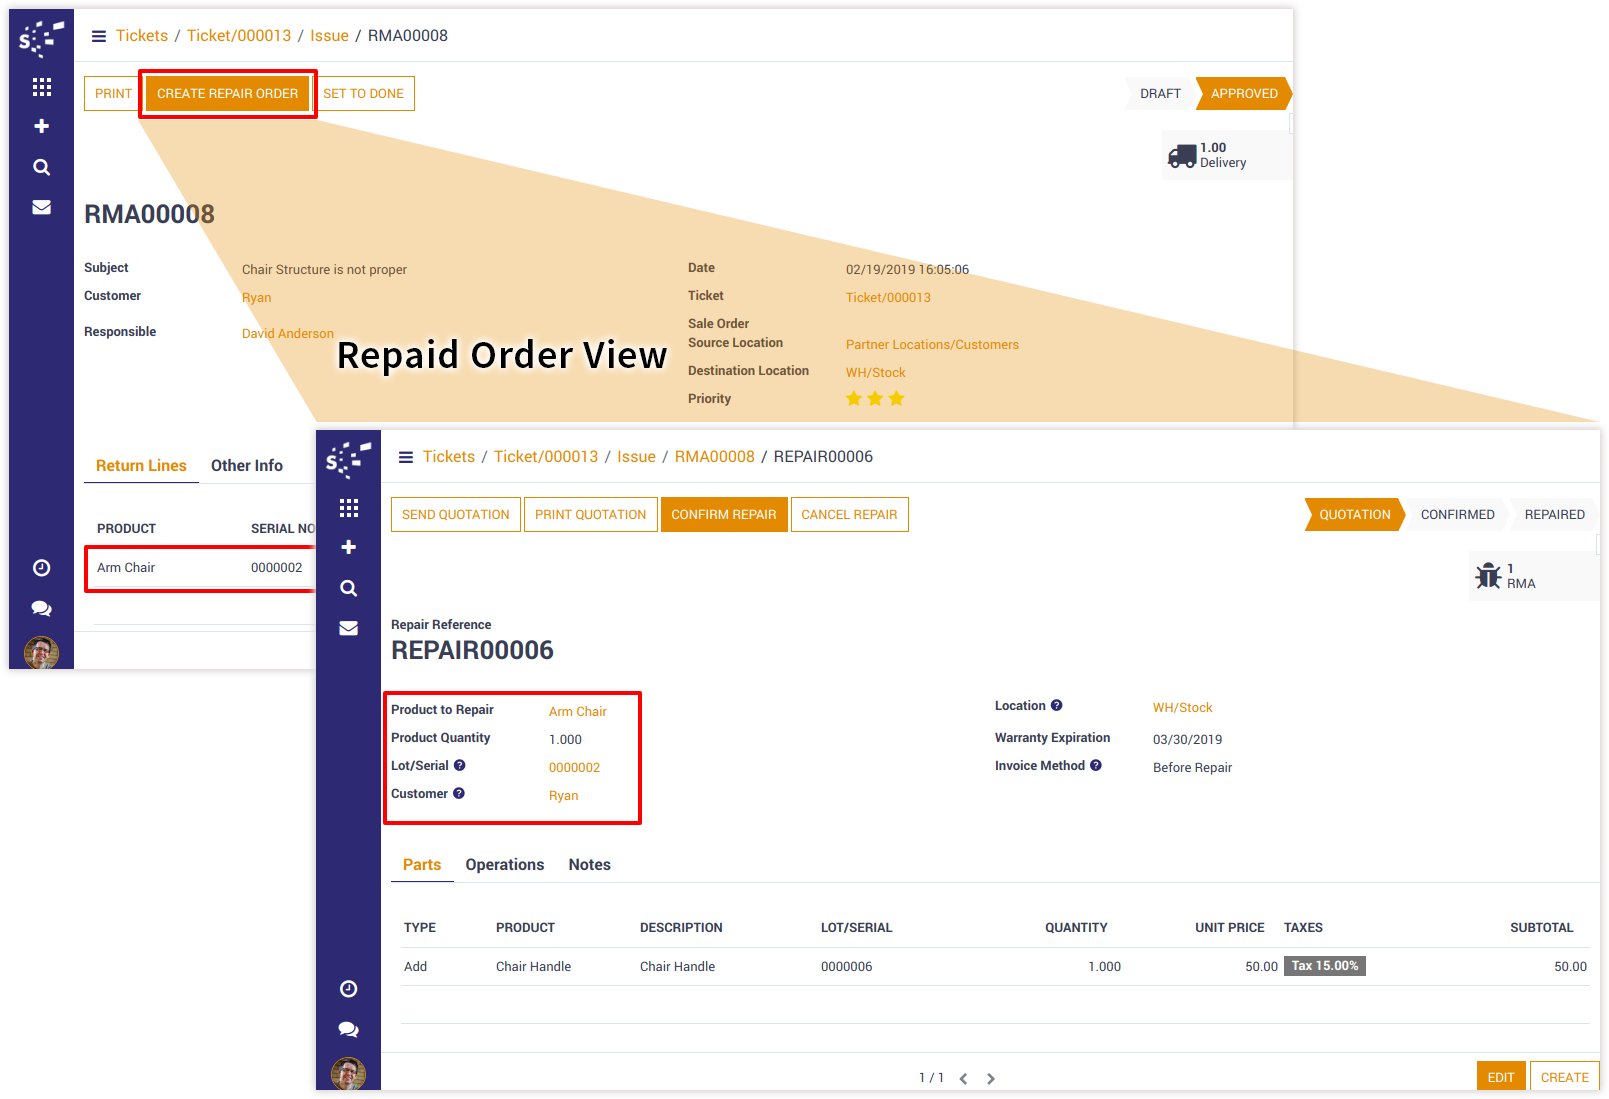 Tickets / Ticket/000013 / Issue / RMA00008
PRINT CREATE REPAIR ORDER SET TO DONE DRAFT APPROVED
1.00
Delivery
RMA00008
Subject Chair Structure is not proper
Customer Ryan
Responsible David Anderson
Date 02/19/2019 16:05:06
Ticket Ticket/000013
Sale Order
Source Location Partner Locations/Customers
Destination Location WH/Stock
Priority
Repaid Order View
Return Lines Other Info
PRODUCT SERIAL NO
Arm Chair 0000002
S
Tickets / Ticket/000013 / Issue / RMA00008 / REPAIR00006
SEND QUOTATION PRINT QUOTATION CONFIRM REPAIR CANCEL REPAIR QUOTATION CONFIRMED REPAIRED
1
RMA
Repair Reference
REPAIR00006
Product to Repair Arm Chair
Product Quantity 1.000
Lot/Serial ? 0000002
Customer ? Ryan
Location ? WH/Stock
Warranty Expiration 03/30/2019
Invoice Method ? Before Repair
Parts Operations Notes
TYPE PRODUCT DESCRIPTION LOT/SERIAL QUANTITY UNIT PRICE TAXES SUBTOTAL
Add Chair Handle Chair Handle 0000006 1.000 50.00 Tax 15.00% 50.00
1 / 1
EDIT CREATE
S